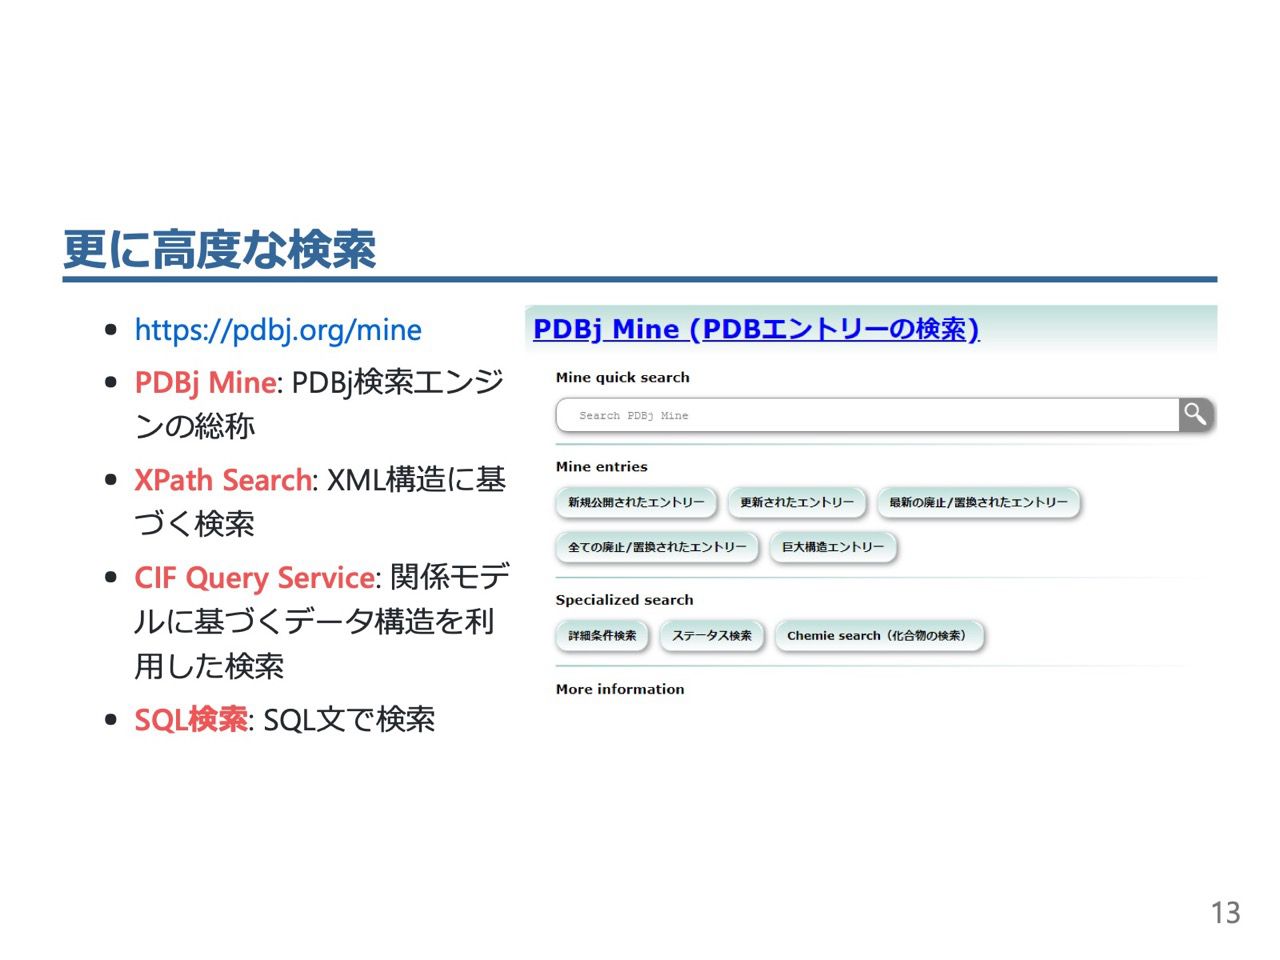 更に高度な検索
https://pdbj.org/mine
PDBj Mine: PDBj検索エンジ
ンの総称
XPath Search: XML構造に基
づく検索
CIF Query Service: 関係モデ
ルに基づくデータ構造を利
用した検索
SQL検索: SQL文で検索
PDBj Mine (PDBエントリーの検索)
Mine quick search
Search PDBj Mine
Mine entries
新規公開されたエントリー 更新されたエントリー 最新の廃止/置換されたエントリー
全ての廃止/置換されたエントリー 巨大構造エントリー
Specialized search
詳細条件検索 ステータス検索 Chemie search（化合物の検索）
More information
13